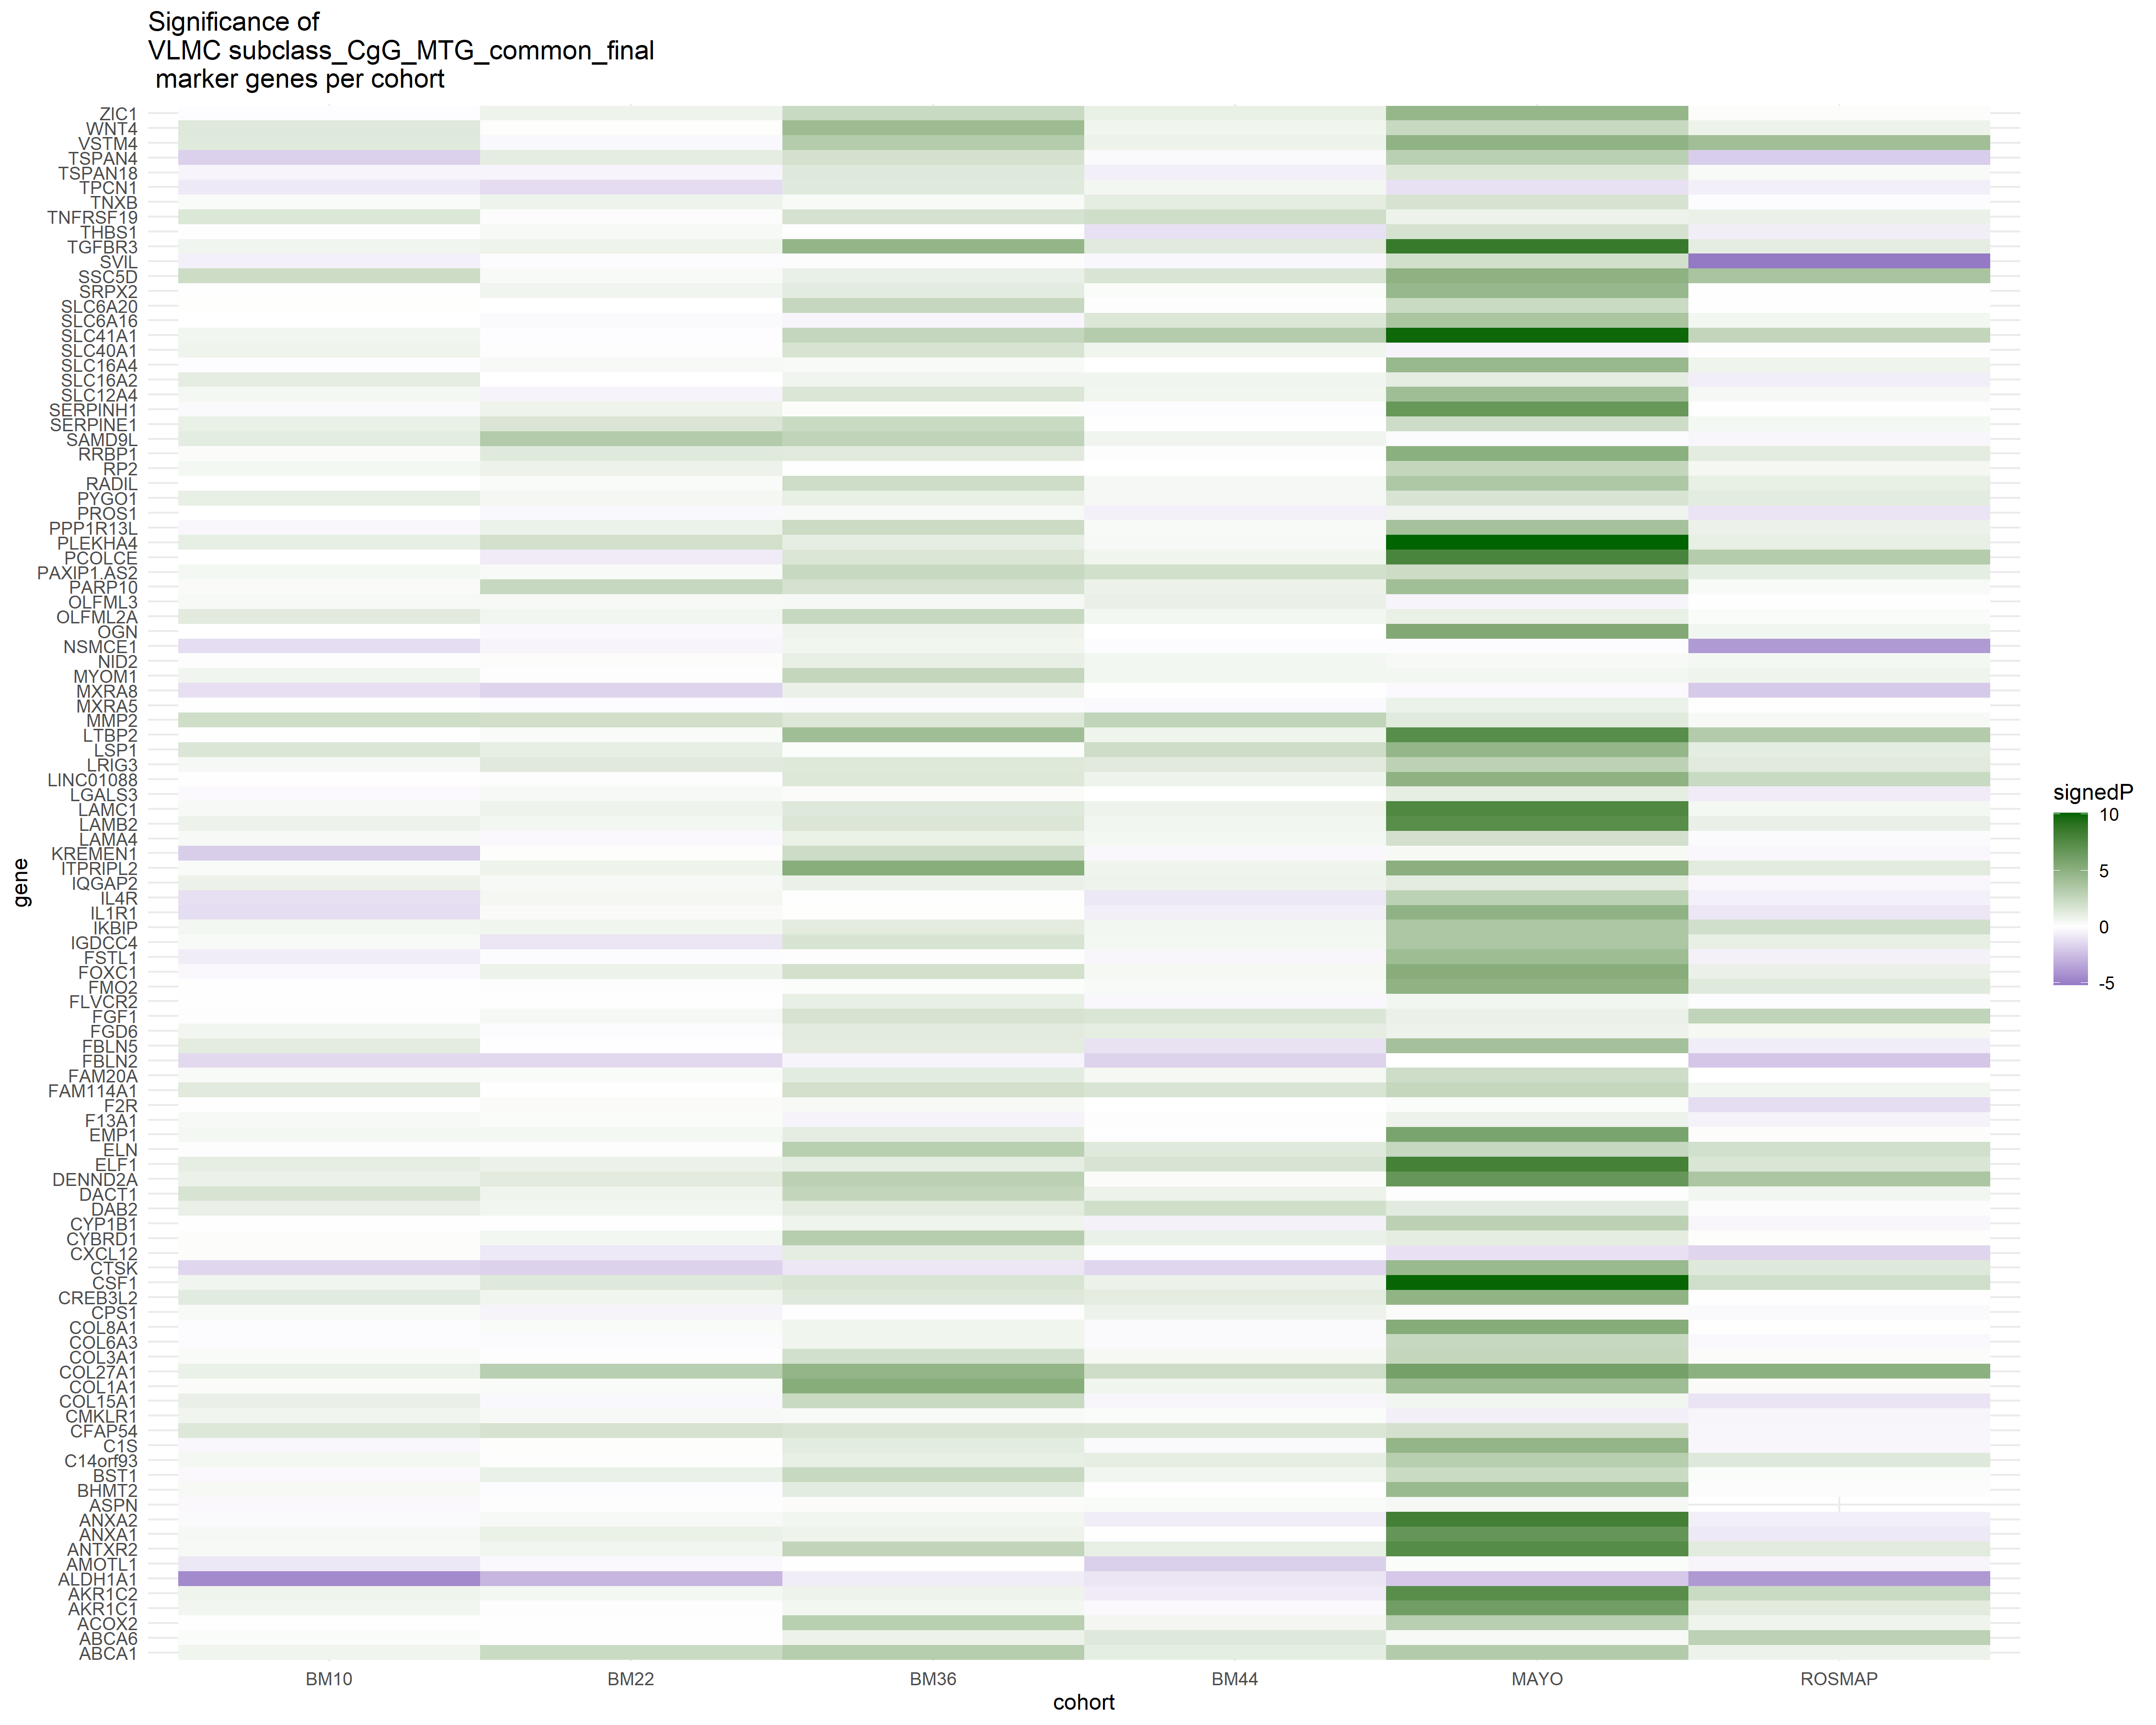 Significance of
VLMC subclass_CgG_MTG_common_final
marker genes per cohort
gene
ZIC1
WNT4
VSTM4
TSPAN4
TSPAN18
TPCN1
TNXB
TNFRSF19
THBS1
TGFBR3
SVIL
SSC5D
SRPX2
SLC6A20
SLC6A16
SLC41A1
SLC40A1
SLC16A4
SLC16A2
SLC12A4
SERPINH1
SERPINE1
SAMD9L
RRBP1
RP2
RADIL
PYGO1
PROS1
PPP1R13L
PLEKHA4
PCOLCE
PAXIP1.AS2
PARP10
OLFML3
OLFML2A
OGN
NSMCE1
NID2
MYOM1
MXRA8
MXRA5
MMP2
LTBP2
LSP1
LRIG3
LINC01088
LGALS3
LAMC1
LAMB2
LAMA4
KREMEN1
ITPRIPL2
IQGAP2
IL4R
IL1R1
IKBIP
IGDCC4
FSTL1
FOXC1
FMO2
FLVCR2
FGF1
FGD6
FBLN5
FBLN2
FAM20A
FAM114A1
F2R
F13A1
EMP1
ELN
ELF1
DENND2A
DACT1
DAB2
CYP1B1
CYBRD1
CXCL12
CTSK
CSF1
CREB3L2
CPS1
COL8A1
COL6A3
COL3A1
COL27A1
COL1A1
COL15A1
CMKLR1
CFAP54
C1S
C14orf93
BST1
BHMT2
ASPN
ANXA2
ANXA1
ANTXR2
AMOTL1
ALDH1A1
AKR1C2
AKR1C1
ACOX2
ABCA6
ABCA1
BM10 BM22 BM36 BM44 MAYO ROSMAP
cohort
signedP
10
5
0
-5